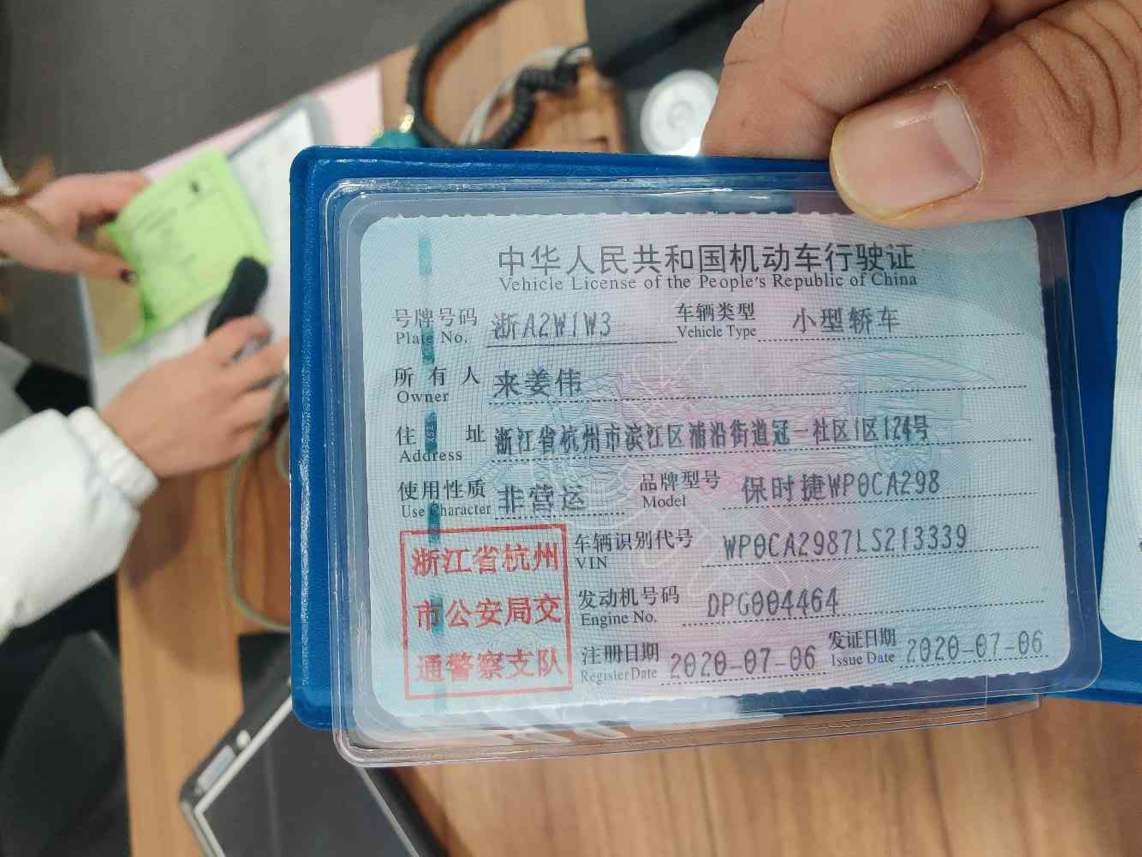 中华人民共和国机动车行驶证
Vehicle License of the People's Republic of China
号牌号码 浙A2W1W3 车辆类型 小型轿车
Plate No. Vehicle Type
所有人 来姜伟
Owner
住址 浙江省杭州市滨江区浦沿街道冠一社区1区124号
Address
使用性质 非营运 品牌型号 保时捷WP0CA298
Use Character Model
浙江省杭州
市公安局交
通警察支队
车辆识别代号 WP0CA2987LS213339
VIN
发动机号码 DPG004464
Engine No.
注册日期 2020-07-06 发证日期 2020-07-06
Register Date Issue Date